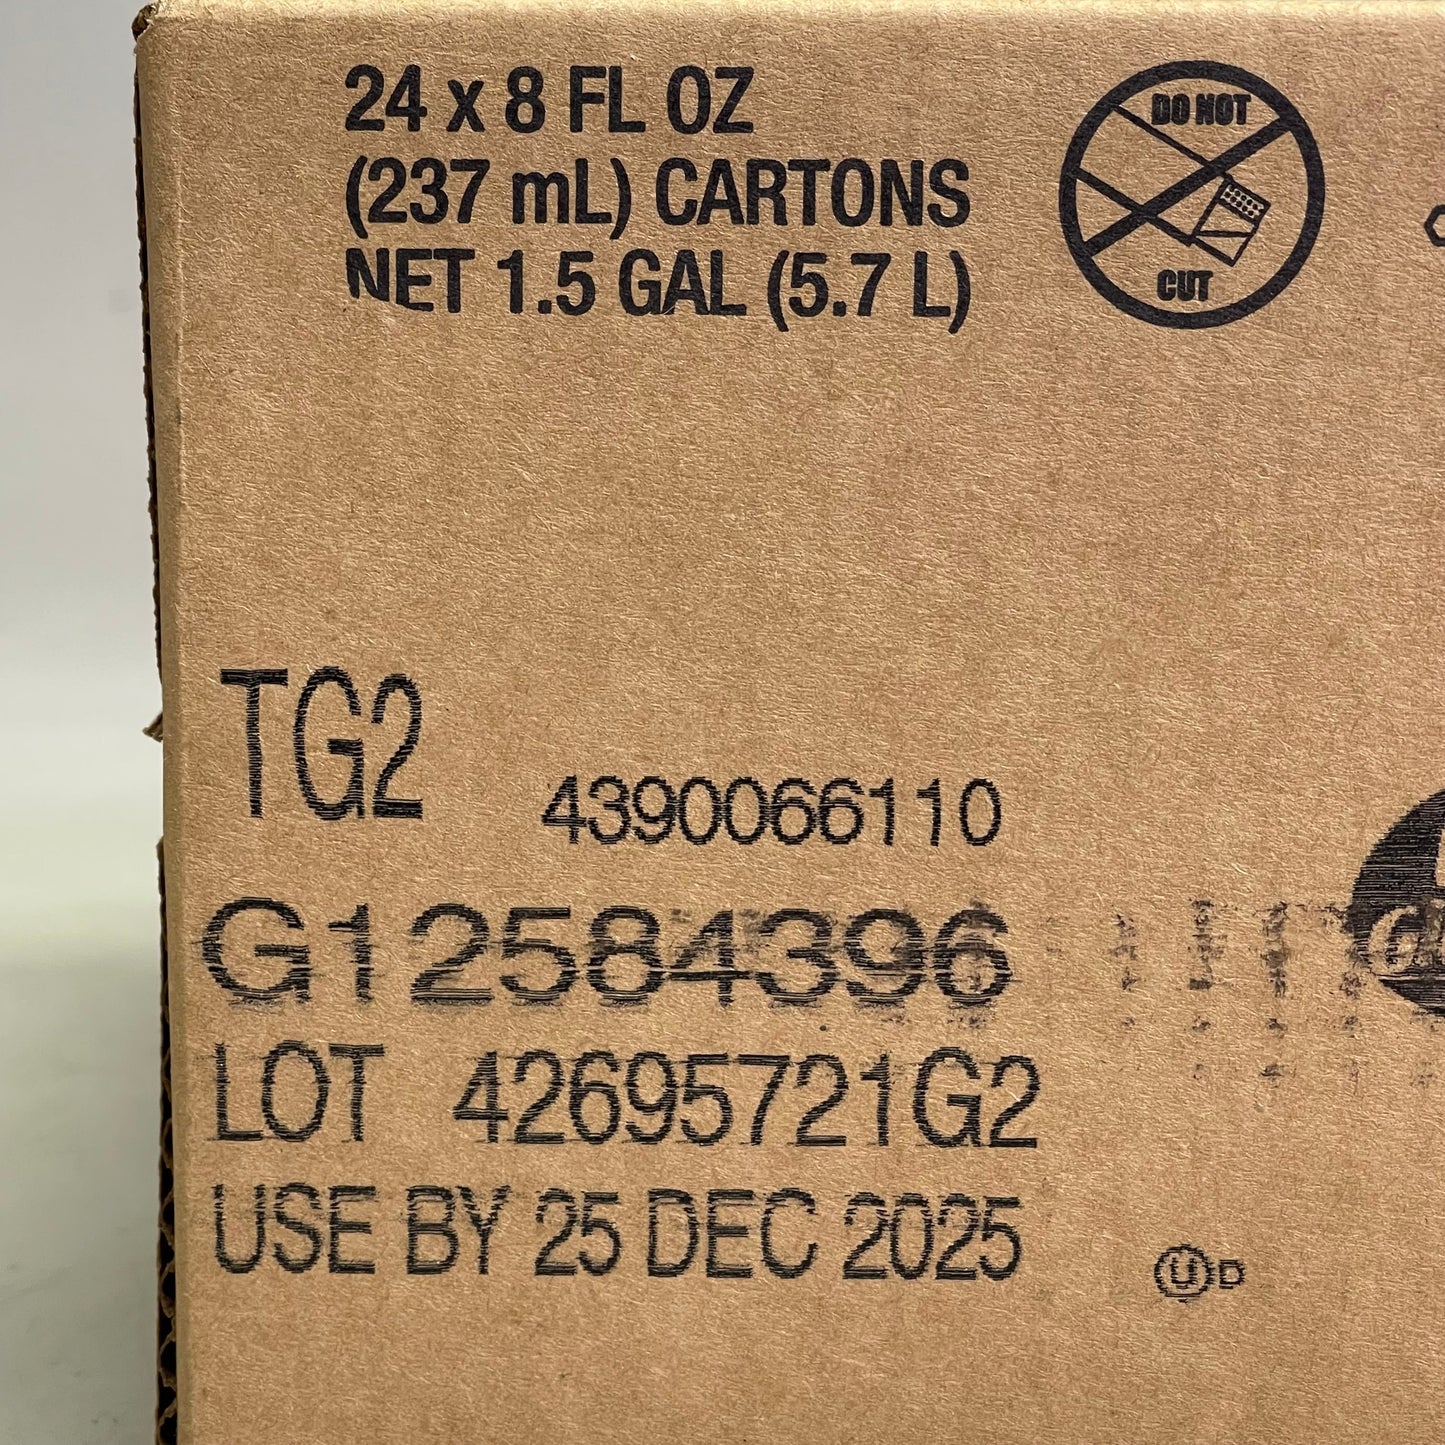 24 x 8 FL OZ
(237 mL) CARTONS
NET 1.5 GAL (5.7 L)
DO NOT
CUT
TG2
4390066110
G12584396
LOT 42695721G2
USE BY 25 DEC 2025
U D